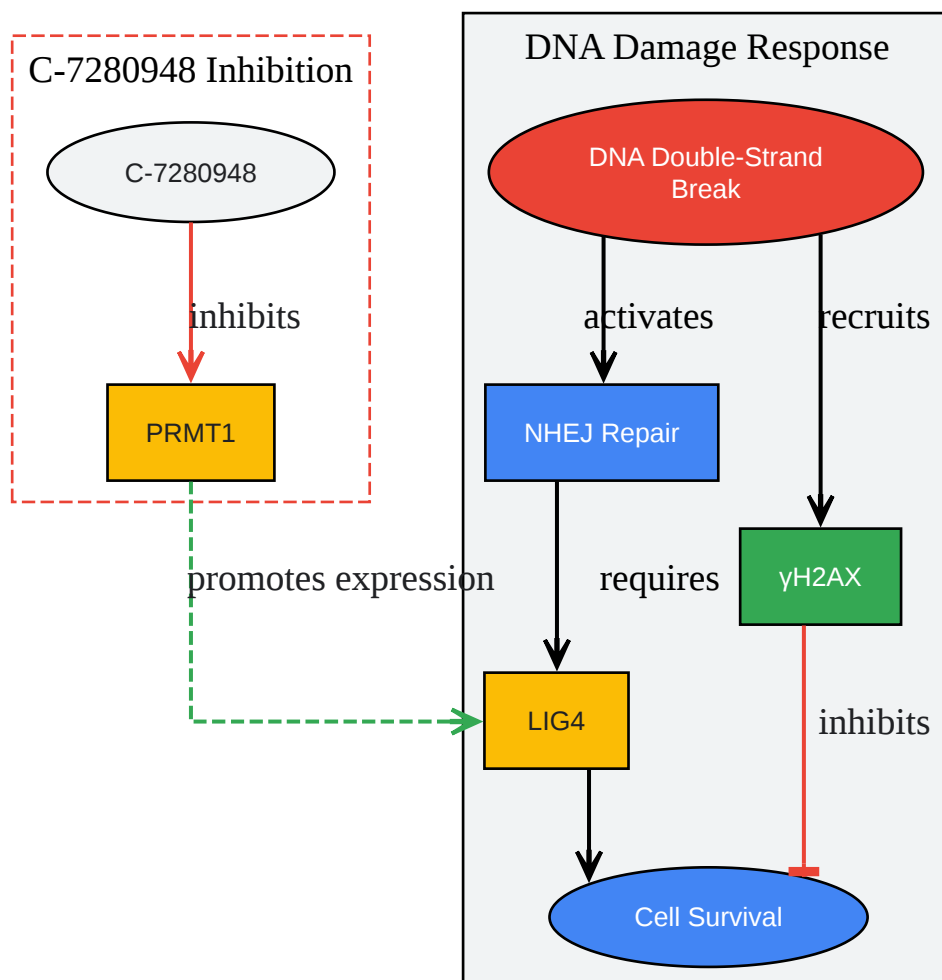 C-7280948 Inhibition
C-7280948
inhibits
PRMT1
promotes expression
DNA Damage Response
DNA Double-Strand
Break
activates
recruits
NHEJ Repair
requires
γH2AX
LIG4
inhibits
Cell Survival